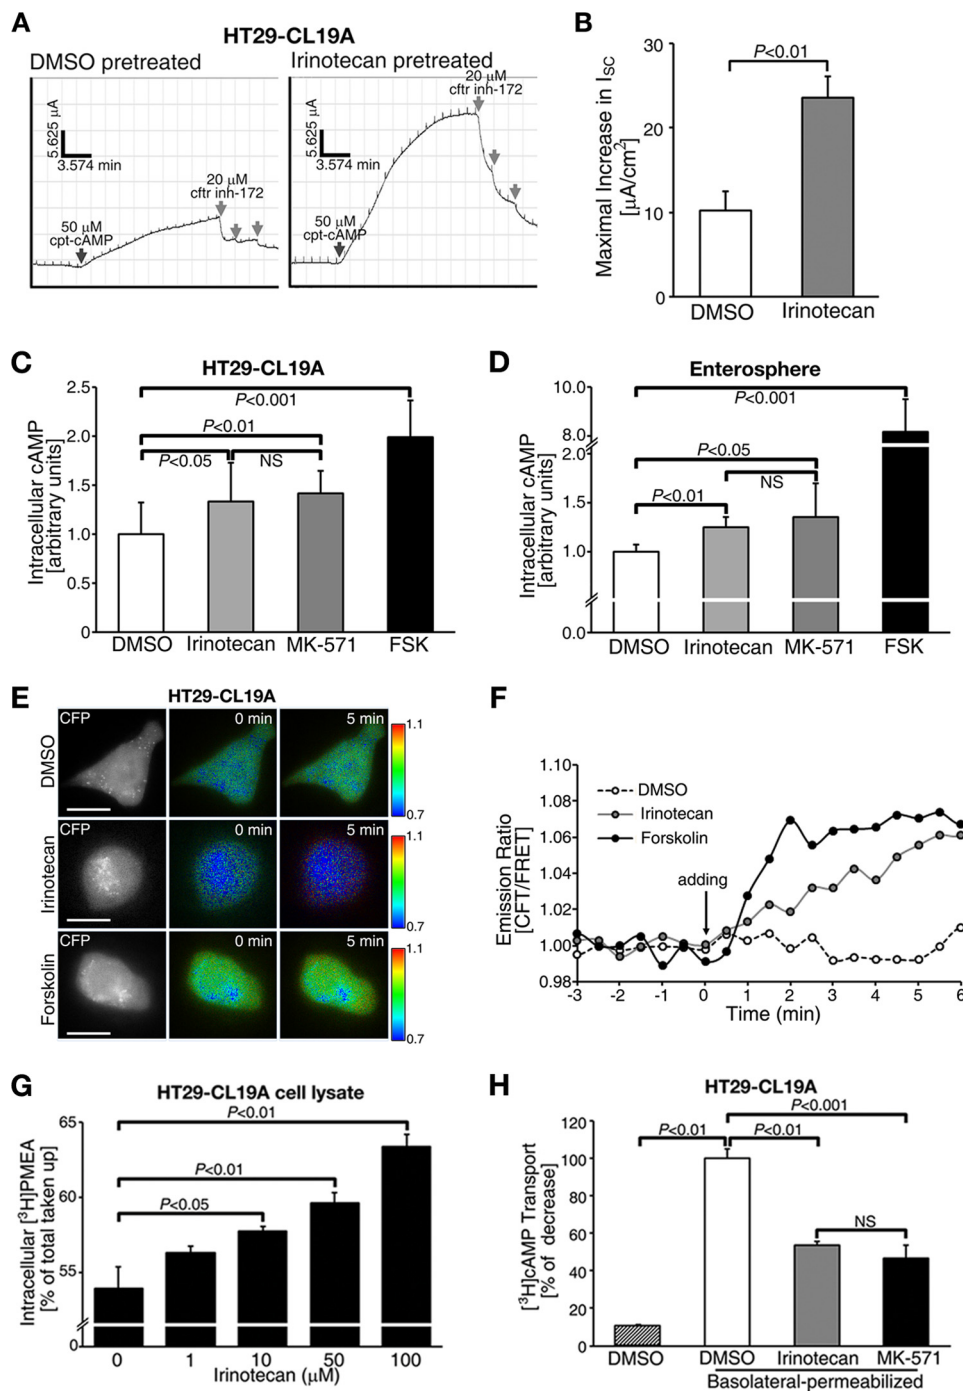 A
HT29-CL19A
DMSO pretreated
Irinotecan pretreated
5.625 μA
3.574 min
50 μM
cpt-cAMP
20 μM
cftr inh-172
5.625 μA
3.574 min
50 μM
cpt-cAMP
20 μM
cftr inh-172
B
Maximal Increase in ISC
[μA/cm²]
30
20
10
0
P<0.01
DMSO
Irinotecan
C
HT29-CL19A
Intracellular cAMP
[arbitrary units]
2.5
2.0
1.5
1.0
0.5
0
P<0.001
P<0.01
P<0.05
NS
DMSO
Irinotecan
MK-571
FSK
D
Enterosphere
Intracellular cAMP
[arbitrary units]
10.0
8.0
2.0
1.5
1.0
0.0
P<0.001
P<0.05
NS
P<0.01
DMSO
Irinotecan
MK-571
FSK
E
HT29-CL19A
DMSO
CFP
0 min
5 min
1.1
0.7
Irinotecan
CFP
0 min
5 min
1.1
0.7
Forskolin
CFP
0 min
5 min
1.1
0.7
F
Emission Ratio
[CFT/FRET]
1.10
1.08
1.06
1.04
1.02
1.00
0.98
DMSO
Irinotecan
Forskolin
adding
-3 -2 -1 0 1 2 3 4 5 6
Time (min)
G
HT29-CL19A cell lysate
Intracellular [³H]PMEA
[% of total taken up]
65
60
55
0
P<0.01
P<0.01
P<0.05
0 1 10 50 100
Irinotecan (μM)
H
HT29-CL19A
[³H]cAMP Transport
[% of decrease]
120
100
80
60
40
20
0
P<0.001
P<0.01
P<0.01
NS
DMSO
DMSO
Irinotecan
MK-571
Basolateral-permeabilized